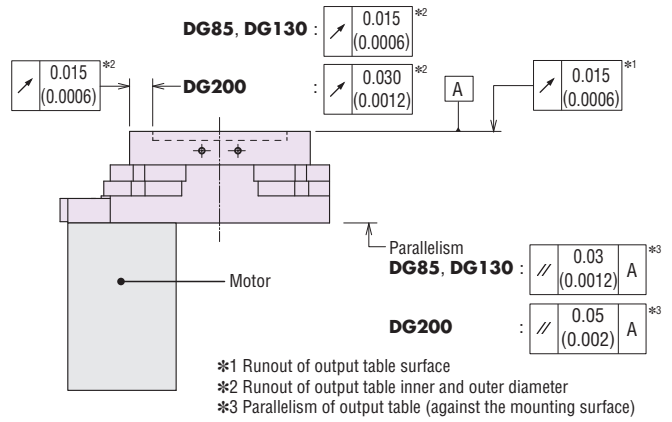 DG85, DG130 : ↗ 0.015 (0.0006) *2
↗ 0.015 (0.0006) *2
DG200 : ↗ 0.030 (0.0012) *2
A
↗ 0.015 (0.0006) *1
Parallelism
DG85, DG130 : // 0.03 (0.0012) A *3
Motor
DG200 : // 0.05 (0.002) A *3
*1 Runout of output table surface
*2 Runout of output table inner and outer diameter
*3 Parallelism of output table (against the mounting surface)